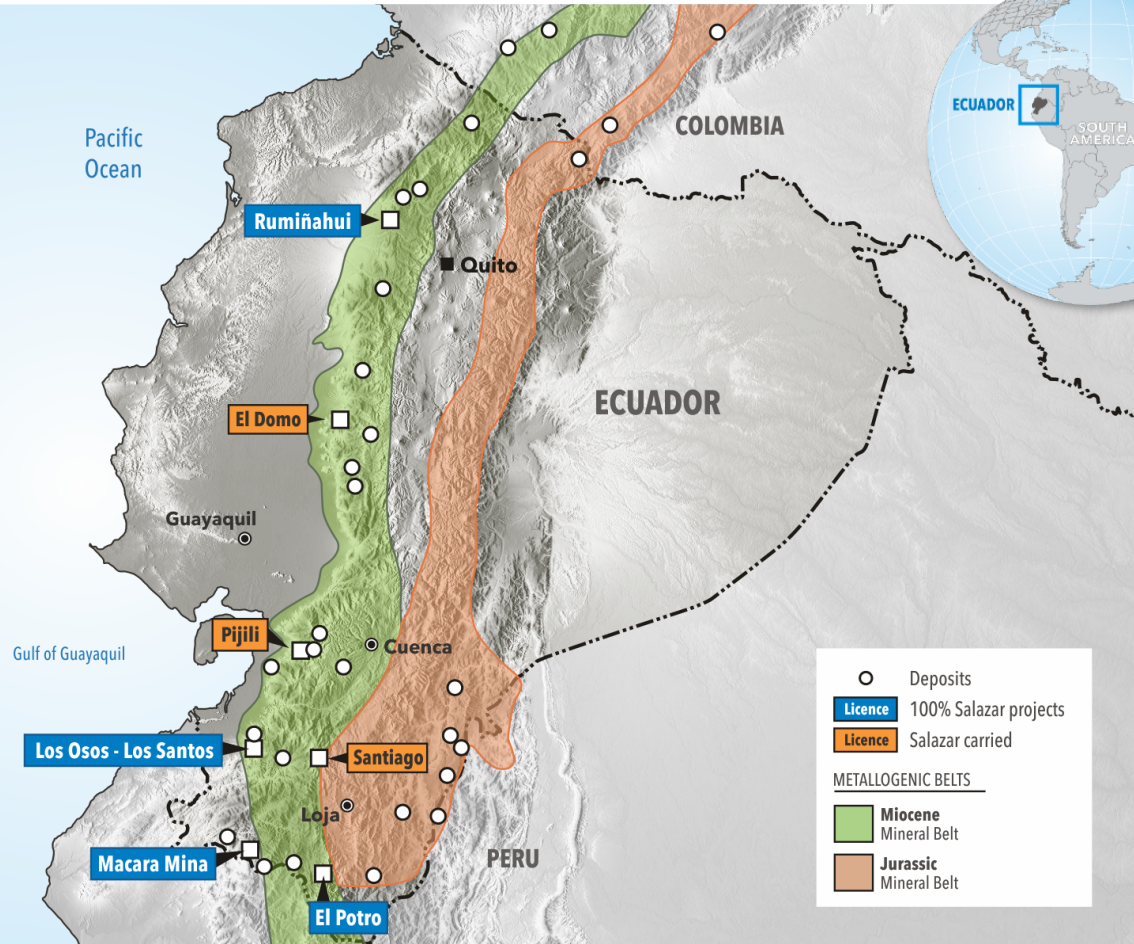 Pacific
Ocean
COLOMBIA
ECUADOR
SOUTH
AMERICA
Rumiñahui
Quito
El Domo
ECUADOR
Guayaquil
Pijili
Cuenca
Gulf of Guayaquil
Los Osos - Los Santos
Santiago
Loja
Macara Mina
PERU
El Potro
Deposits
Licence 100% Salazar projects
Licence Salazar carried
METALLOGENIC BELTS
Miocene
Mineral Belt
Jurassic
Mineral Belt